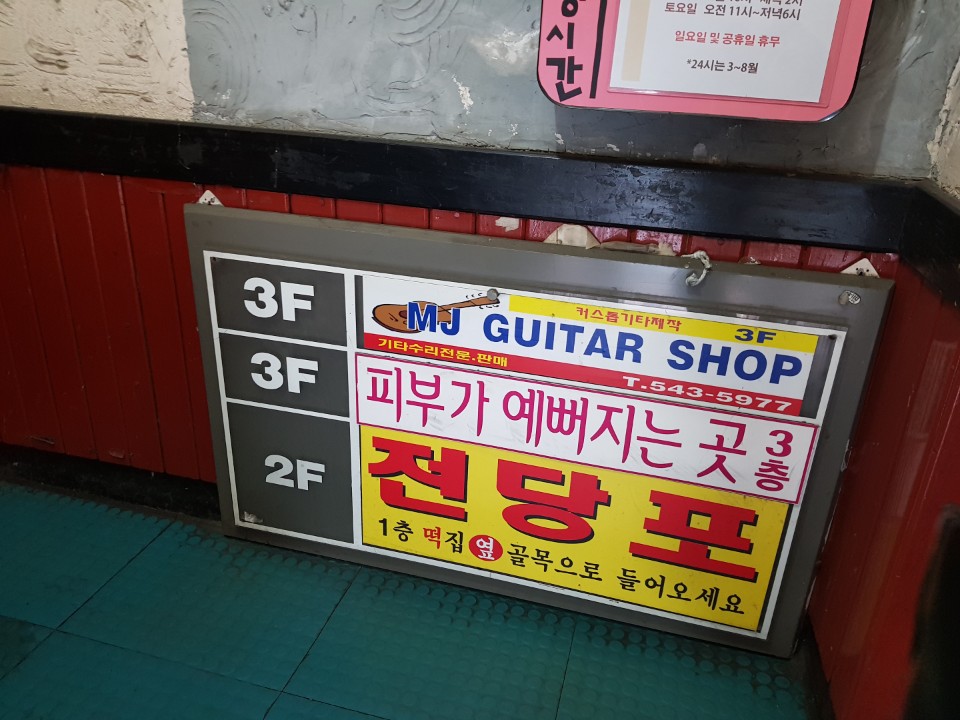 시간
토요일 오전 11시~저녁6시
일요일 및 공휴일 휴무
*24시는 3~8월
3F
커스톰기타제작 3F
MJ GUITAR SHOP
기타수리전문.판매
T.543-5977
3F
피부가 예뻐지는 곳 3층
2F
전당포
1층 떡집 옆 골목으로 들어오세요